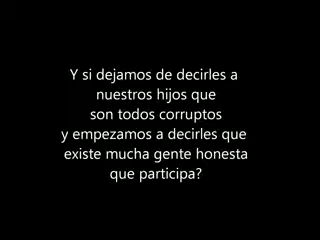 Y si dejamos de decirles a
nuestros hijos que
son todos corruptos
y empezamos a decirles que
existe mucha gente honesta
que participa?